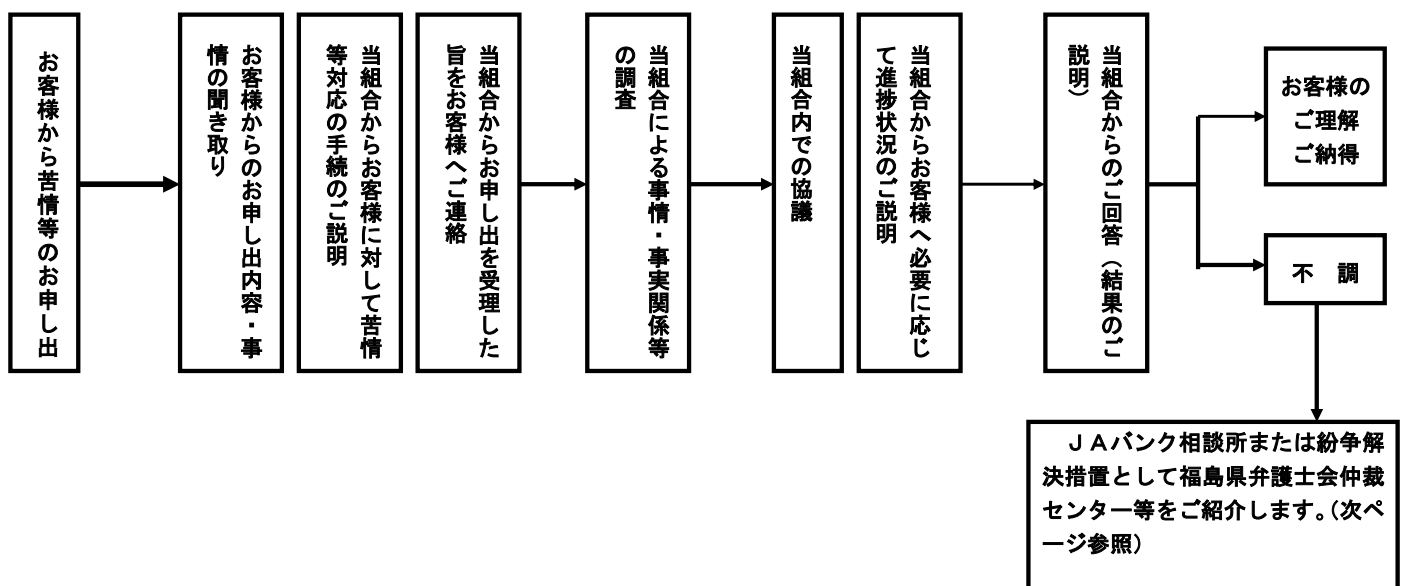 お客様から苦情等のお申し出
お客様からのお申し出内容・事
情の聞き取り
当組合からお客様に対して苦情
等対応の手続のご説明
当組合からお申し出を受理した
旨をお客様へご連絡
当組合による事情・事実関係等
の調査
当組合内での協議
当組合からお客様へ必要に応じ
て進捗状況のご説明
当組合からのご回答（結果のご
説明）
お客様の
ご理解
ご納得
不　調
ＪＡバンク相談所または紛争解
決措置として福島県弁護士会仲裁
センター等をご紹介します。（次ペ
ージ参照）